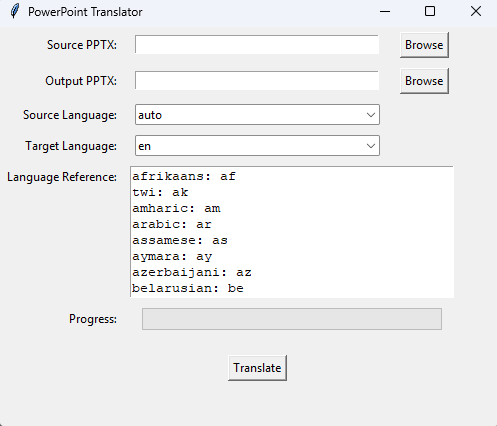 PowerPoint Translator
Source PPTX: Browse
Output PPTX: Browse
Source Language: auto
Target Language: en
Language Reference: afrikaans: af
twi: ak
amharic: am
arabic: ar
assamese: as
aymara: ay
azerbaijani: az
belarusian: be
Progress:
Translate